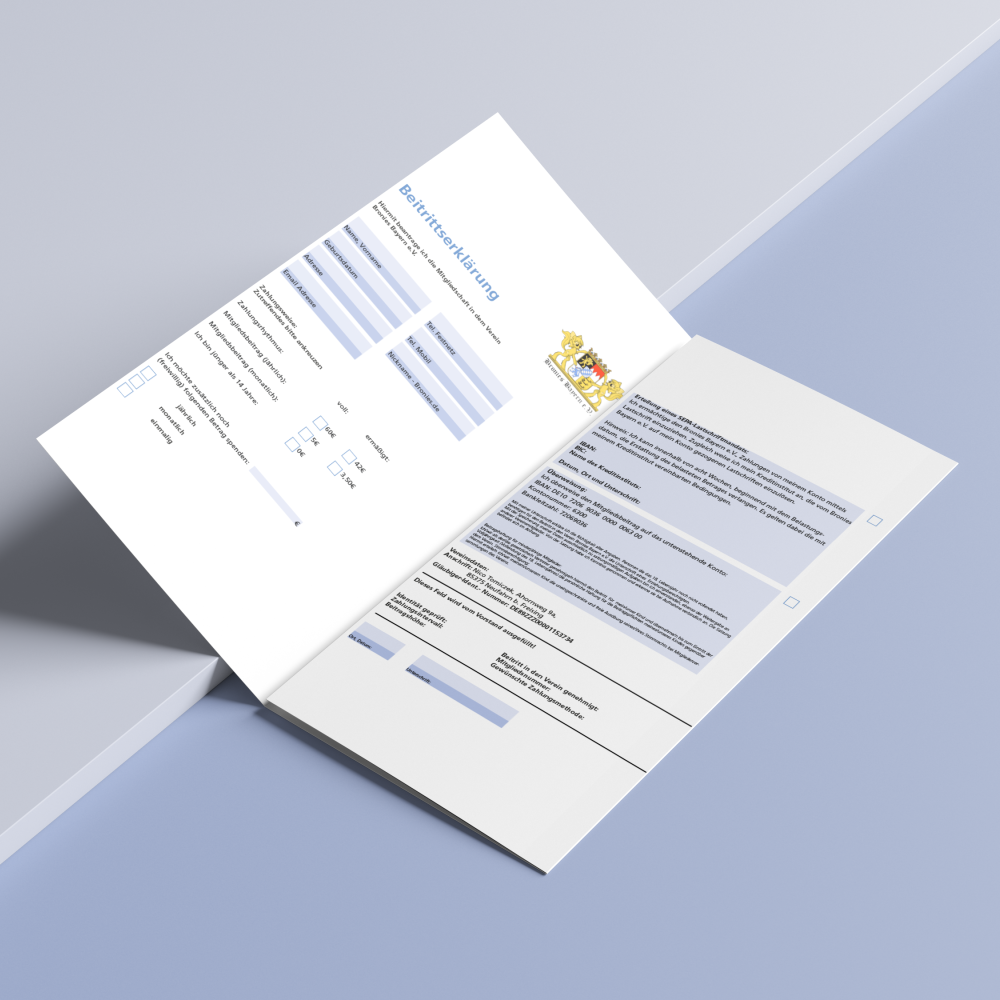 Beitrittserklärung
Hiermit beantrage ich die Mitgliedschaft in dem Verein
Bronies Bayern e.V.
Name, Vorname
Geburtsdatum
Adresse
Email Adresse
Tel. Festnetz
Tel. Mobil
Nickname - Bronies.de
Zahlungsweise:
Zutreffendes bitte ankreuzen
Zahlungsrhythmus:
Mitgliedsbeitrag (jährlich):
Mitgliedsbeitrag (monatlich):
Ich bin jünger als 14 Jahre:
voll:
60€
5€
0€
ermäßigt:
42€
3,50€
Ich möchte zusätzlich noch
(freiwillig) folgenden Betrag spenden:
€
jährlich
monatlich
einmalig
Bronies Bayern e.V.
Erteilung eines SEPA-Lastschriftmandats:
Ich ermächtige den Bronies Bayern e.V., Zahlungen von meinem Konto mittels
Lastschrift einzuziehen. Zugleich weise ich mein Kreditinstitut an, die vom Bronies
Bayern e.V. auf mein Konto gezogenen Lastschriften einzulösen.
Hinweis: Ich kann innerhalb von acht Wochen, beginnend mit dem Belastungs-
datum, die Erstattung des belasteten Betrages verlangen. Es gelten dabei die mit
meinem Kreditinstitut vereinbarten Bedingungen.
IBAN:
BIC:
Name des Kreditinstituts:
Datum, Ort und Unterschrift:
Überweisung:
Ich überweise den Mitgliedsbeitrag auf das untenstehende Konto:
IBAN: DE10 7206 9036 0000 0063 00
Kontonummer: 6300
Bankleitzahl: 72069036
Vereinsdaten:
Anschrift: Nico Tomiczek, Ahornweg 9a,
85375 Neufahrn b. Freising
Gläubiger-Ident.- Nummer: DE89ZZZ00001153734
Dieses Feld wird vom Vorstand ausgefüllt!
Identität geprüft:
Zahlungsintervall:
Beitragshöhe:
Beitritt in den Verein genehmigt:
Mitgliedsnummer:
Gewünschte Zahlungsmethode:
Ort, Datum:
Unterschrift: